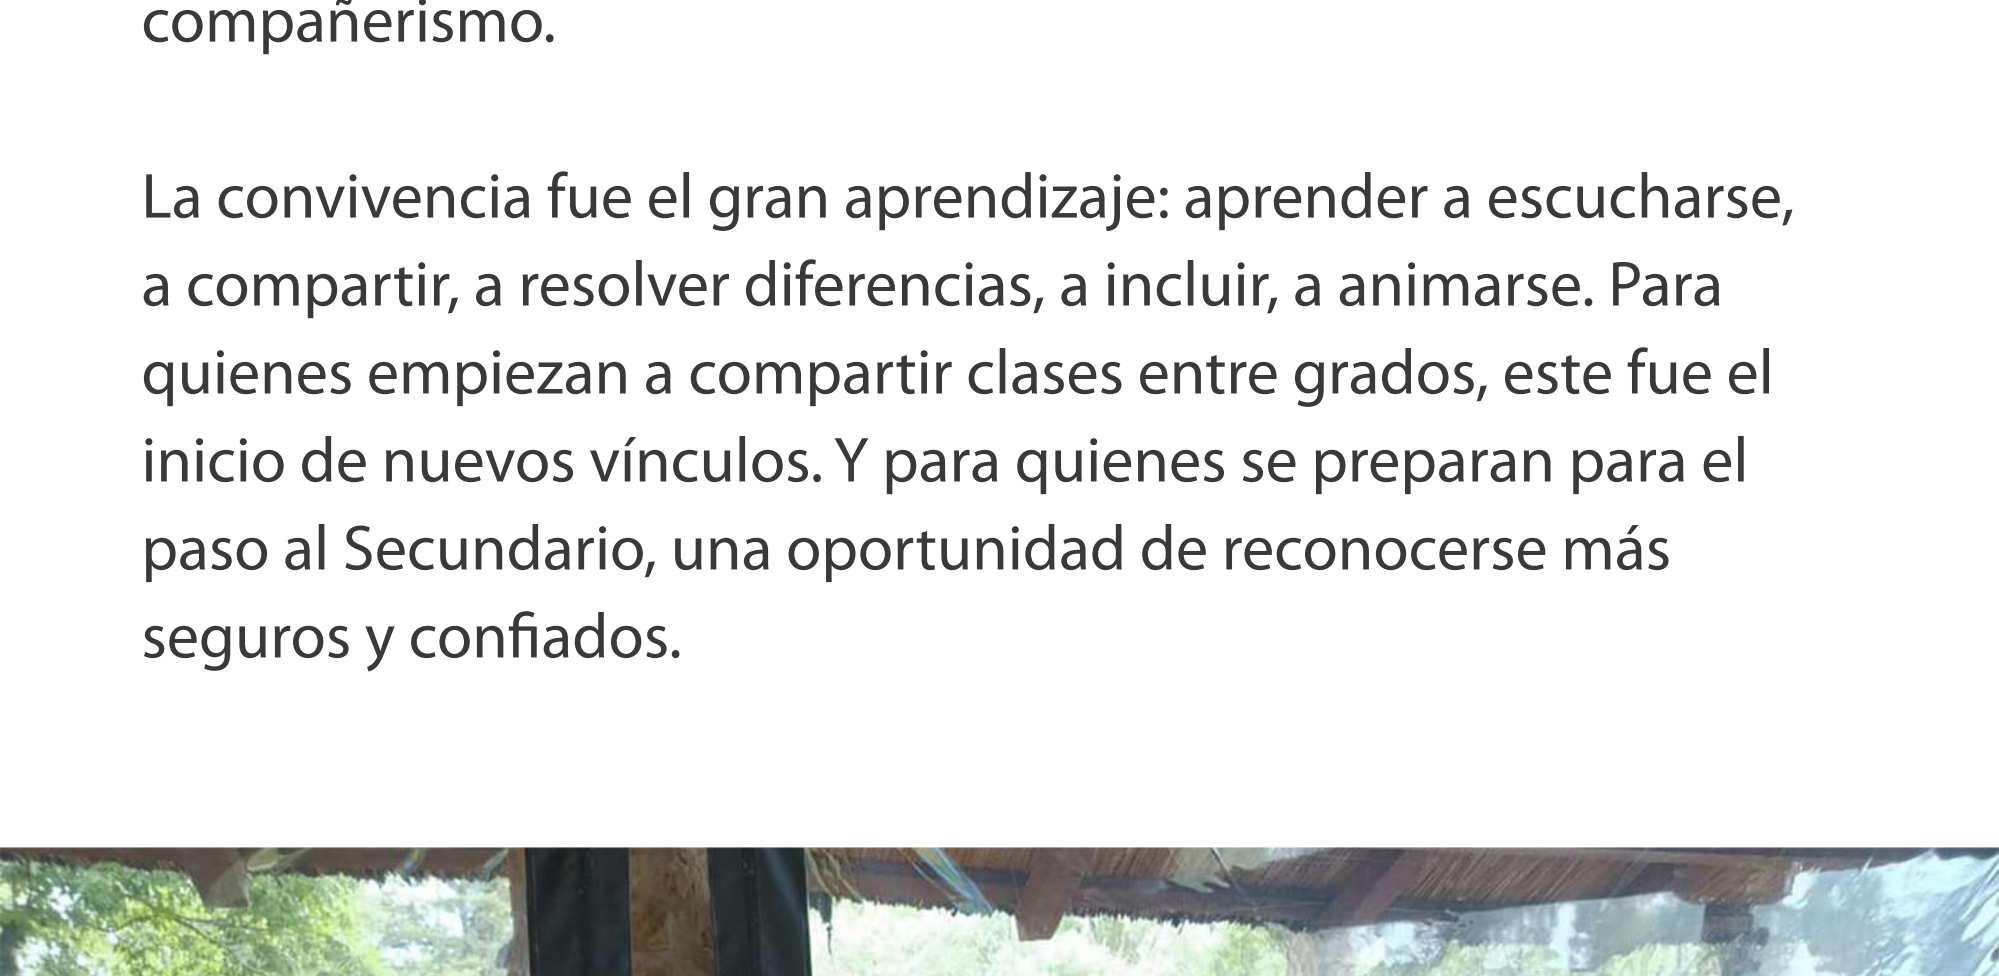 compañerismo.
La convivencia fue el gran aprendizaje: aprender a escucharse,
a compartir, a resolver diferencias, a incluir, a animarse. Para
quienes empiezan a compartir clases entre grados, este fue el
inicio de nuevos vínculos. Y para quienes se preparan para el
paso al Secundario, una oportunidad de reconocerse más
seguros y confiados.